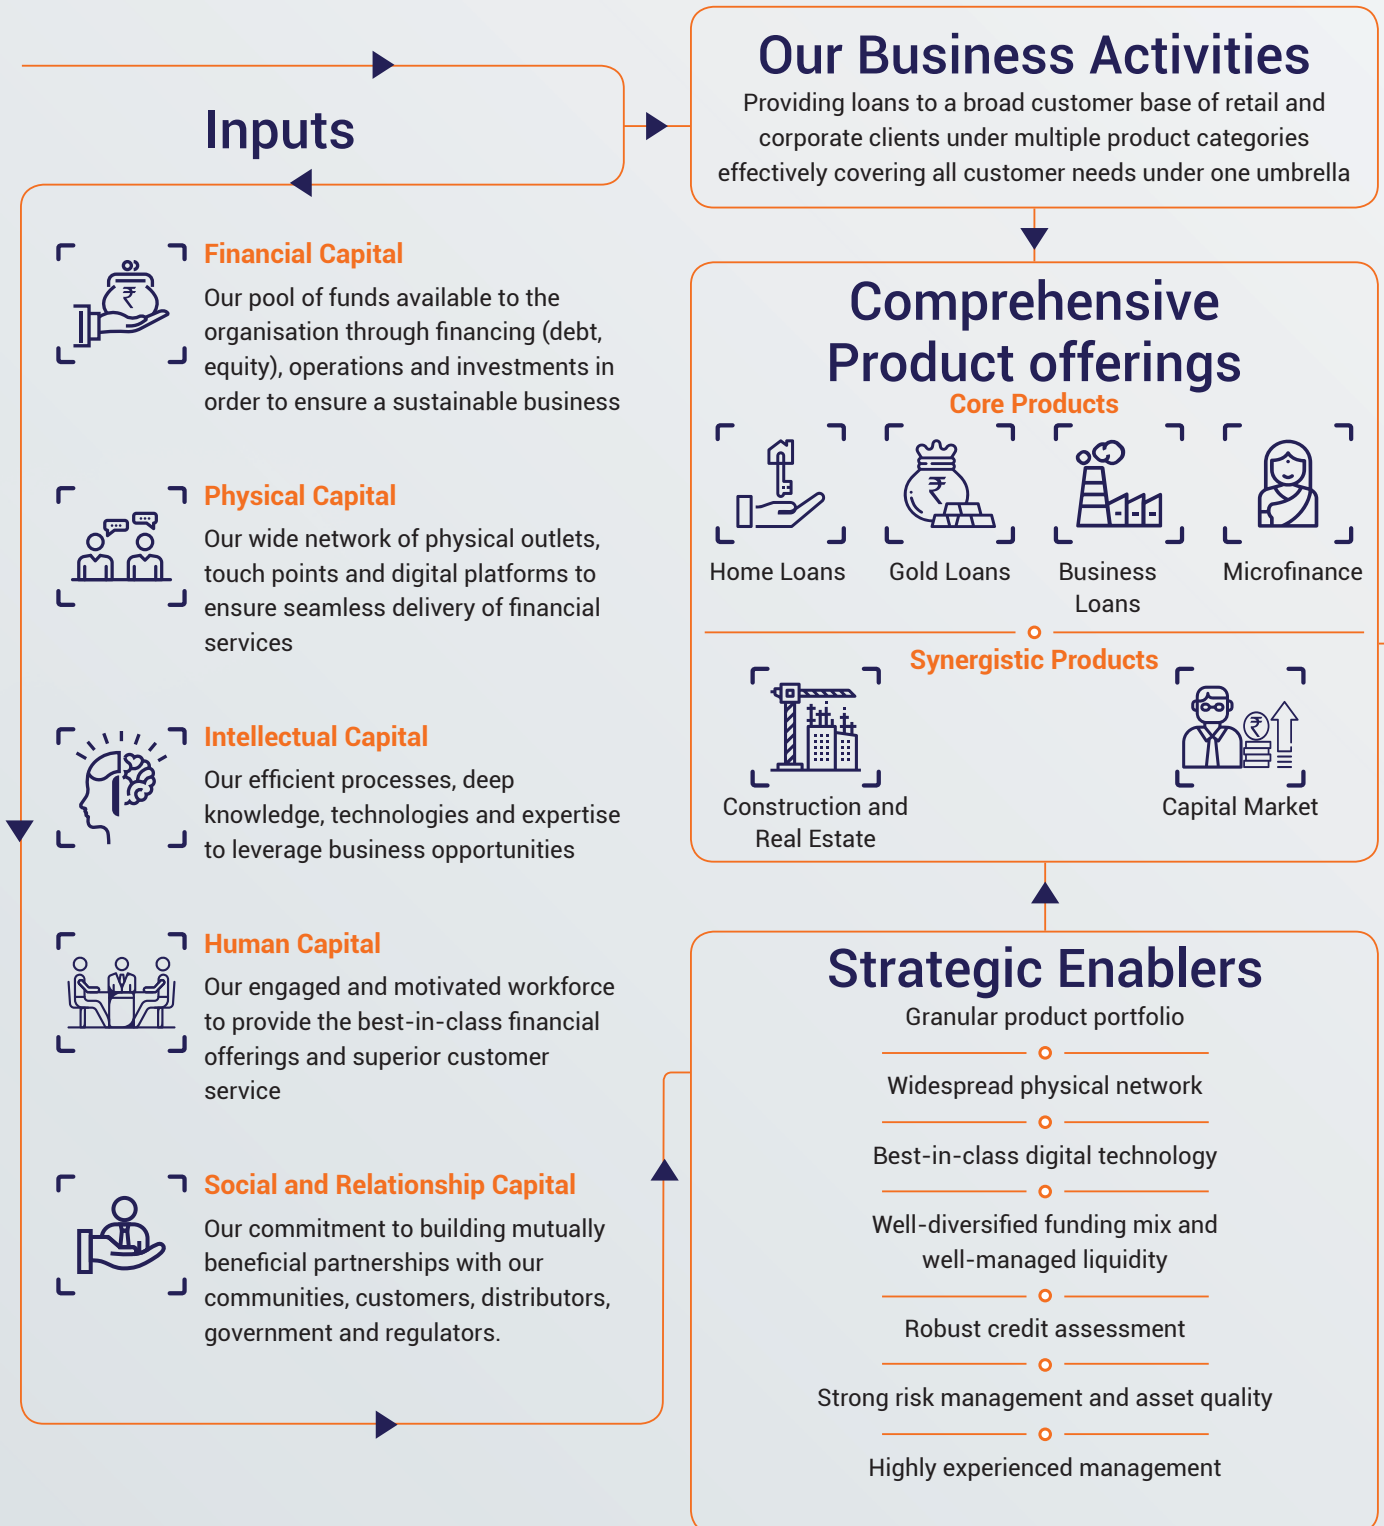 Inputs
Financial Capital
Our pool of funds available to the
organisation through financing (debt,
equity), operations and investments in
order to ensure a sustainable business
Physical Capital
Our wide network of physical outlets,
touch points and digital platforms to
ensure seamless delivery of financial
services
Intellectual Capital
Our efficient processes, deep
knowledge, technologies and expertise
to leverage business opportunities
Human Capital
Our engaged and motivated workforce
to provide the best-in-class financial
offerings and superior customer
service
Social and Relationship Capital
Our commitment to building mutually
beneficial partnerships with our
communities, customers, distributors,
government and regulators.
Our Business Activities
Providing loans to a broad customer base of retail and
corporate clients under multiple product categories
effectively covering all customer needs under one umbrella
Comprehensive
Product offerings
Core Products
Home Loans
Gold Loans
Business
Loans
Microfinance
Synergistic Products
Construction and
Real Estate
Capital Market
Strategic Enablers
Granular product portfolio
Widespread physical network
Best-in-class digital technology
Well-diversified funding mix and
well-managed liquidity
Robust credit assessment
Strong risk management and asset quality
Highly experienced management